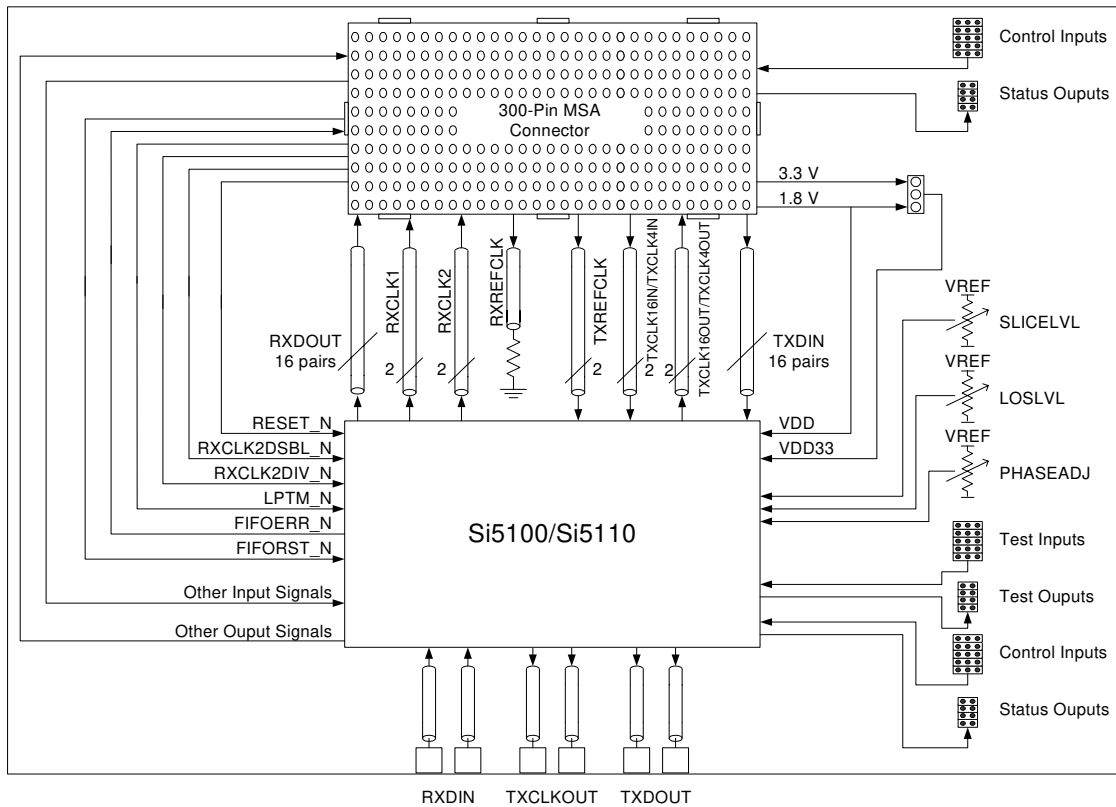 Control Inputs
Status Ouputs
300-Pin MSA
Connector
3.3 V
1.8 V
RXDOUT
16 pairs
RXCLK1
2
RXCLK2
2
RXREFCLK
TXREFCLK
2
TXCLK16IN/TXCLK4IN
2
TXCLK16OUT/TXCLK4OUT
2
TXDIN
16 pairs
VREF
SLICELVL
VREF
LOSLVL
VREF
PHASEADJ
RESET_N
RXCLK2DSBL_N
RXCLK2DIV_N
LPTM_N
FIFOERR_N
FIFORST_N
Other Input Signals
Other Ouput Signals
VDD
VDD33
Si5100/Si5110
Test Inputs
Test Ouputs
Control Inputs
Status Ouputs
RXDIN
TXCLKOUT
TXDOUT